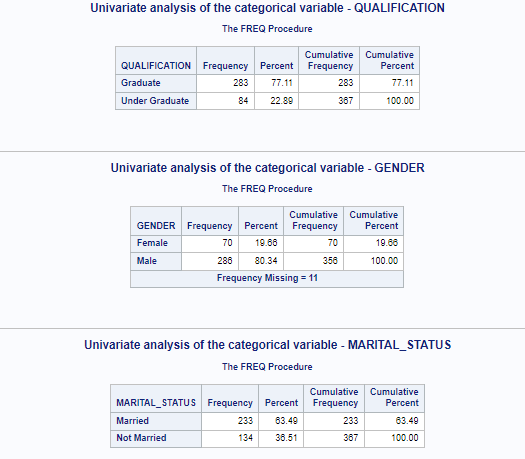 Univariate analysis of the categorical variable - QUALIFICATION
The FREQ Procedure
QUALIFICATION Frequency Percent Cumulative Frequency Cumulative Percent
Graduate 283 77.11 283 77.11
Under Graduate 84 22.89 367 100.00
Univariate analysis of the categorical variable - GENDER
The FREQ Procedure
GENDER Frequency Percent Cumulative Frequency Cumulative Percent
Female 70 19.66 70 19.66
Male 286 80.34 356 100.00
Frequency Missing = 11
Univariate analysis of the categorical variable - MARITAL_STATUS
The FREQ Procedure
MARITAL_STATUS Frequency Percent Cumulative Frequency Cumulative Percent
Married 233 63.49 233 63.49
Not Married 134 36.51 367 100.00